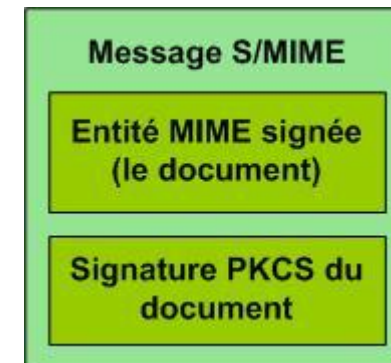 Message S/MIME
Entité MIME signée
(le document)
Signature PKCS du
document